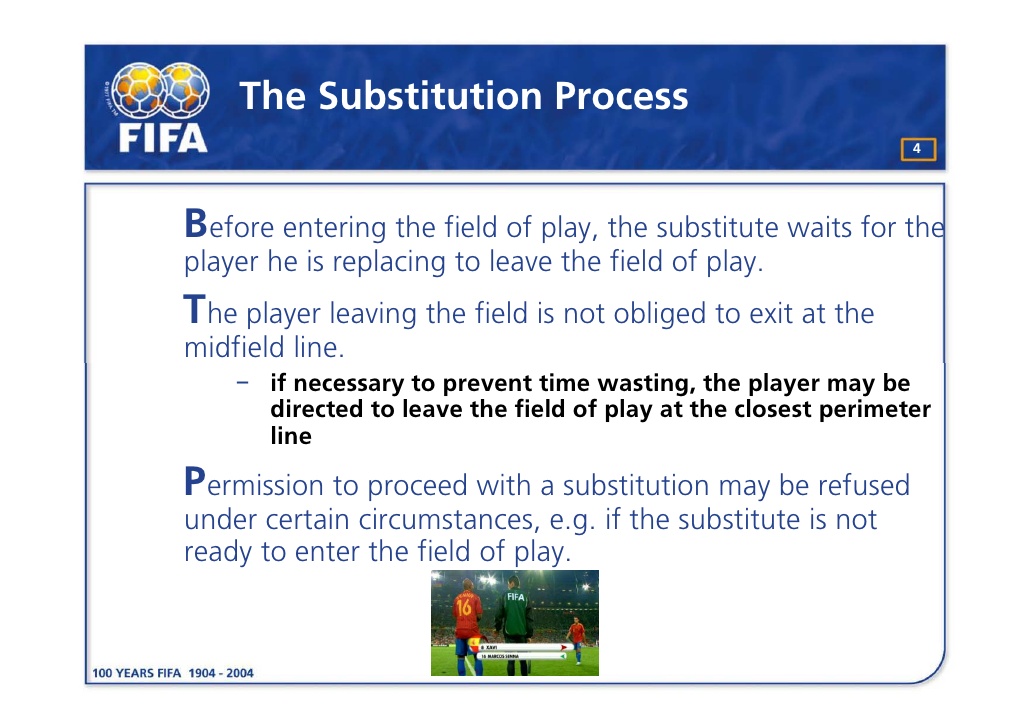 The Substitution Process
FIFA
4
Before entering the field of play, the substitute waits for the
player he is replacing to leave the field of play.
The player leaving the field is not obliged to exit at the
midfield line.
– if necessary to prevent time wasting, the player may be
directed to leave the field of play at the closest perimeter
line
Permission to proceed with a substitution may be refused
under certain circumstances, e.g. if the substitute is not
ready to enter the field of play.
16
FIFA
8 XAVI
16 MARCOS SENNA
100 YEARS FIFA 1904 - 2004